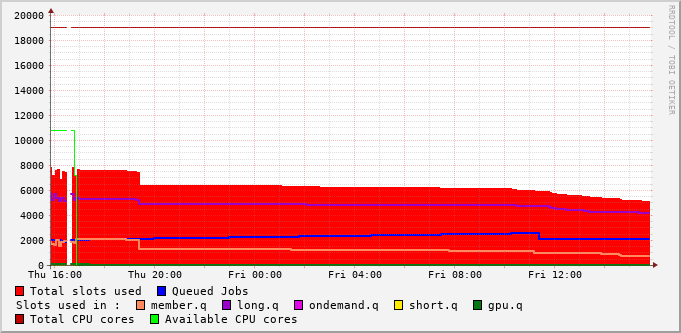 RRDTOOL / TOBI OETIKER
20000
18000
16000
14000
12000
10000
8000
6000
4000
2000
0
Thu 16:00 Thu 20:00 Fri 00:00 Fri 04:00 Fri 08:00 Fri 12:00
Total slots used Queued Jobs
Slots used in : member.q long.q ondemand.q short.q gpu.q
Total CPU cores Available CPU cores